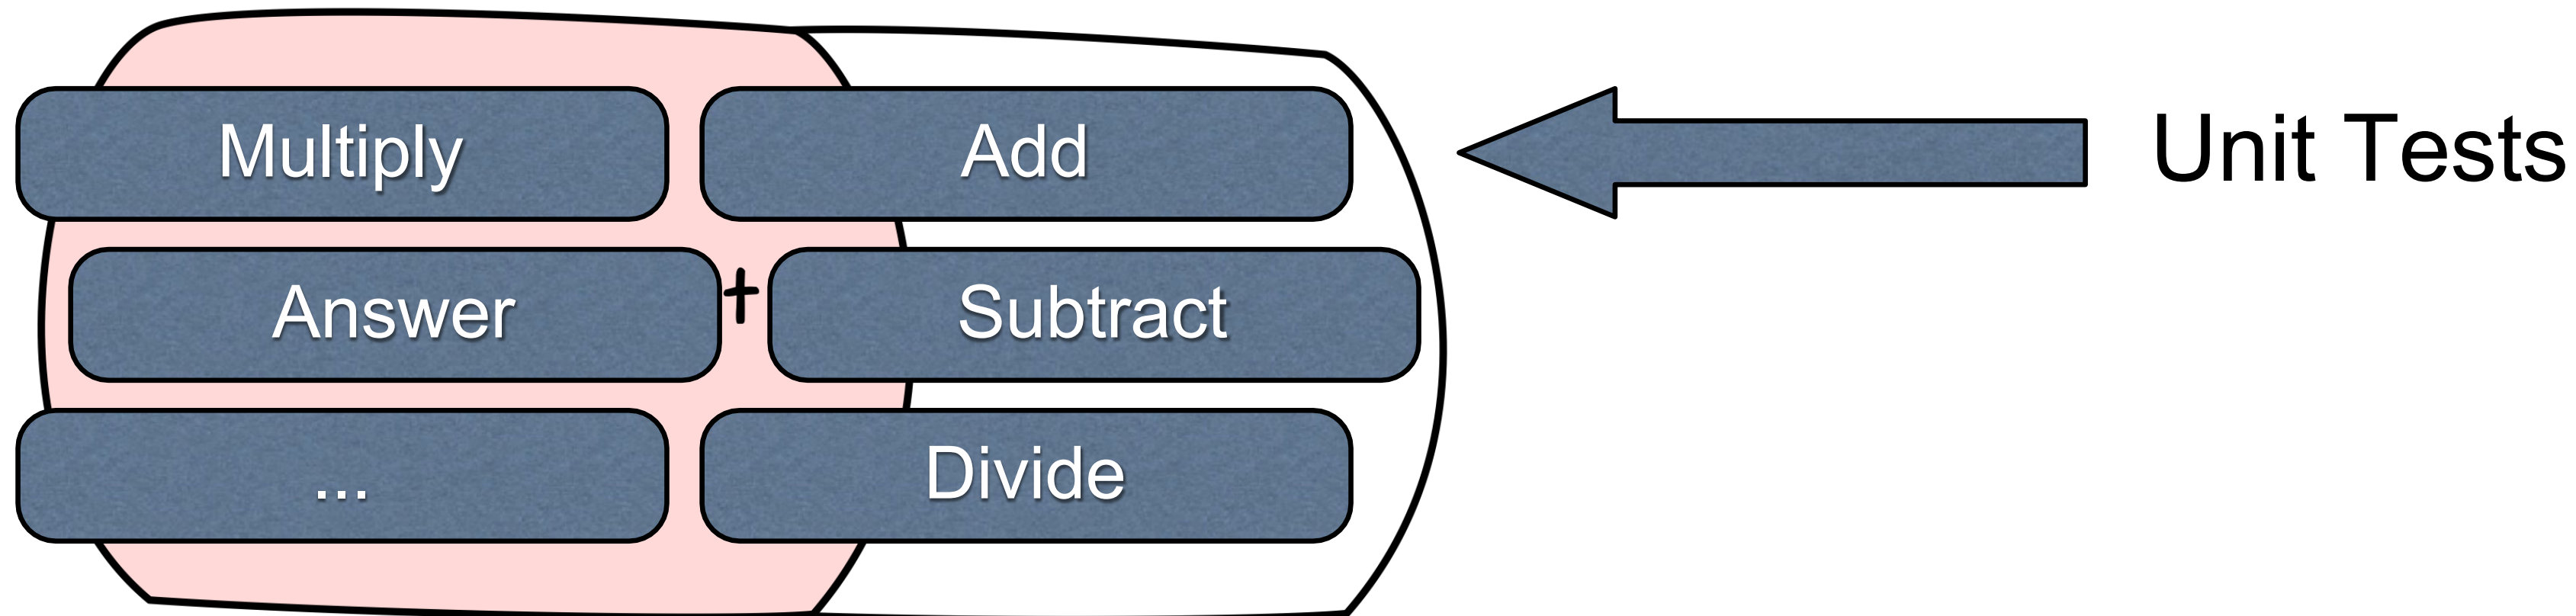 Multiply Add Unit Tests
Answer + Subtract
... Divide